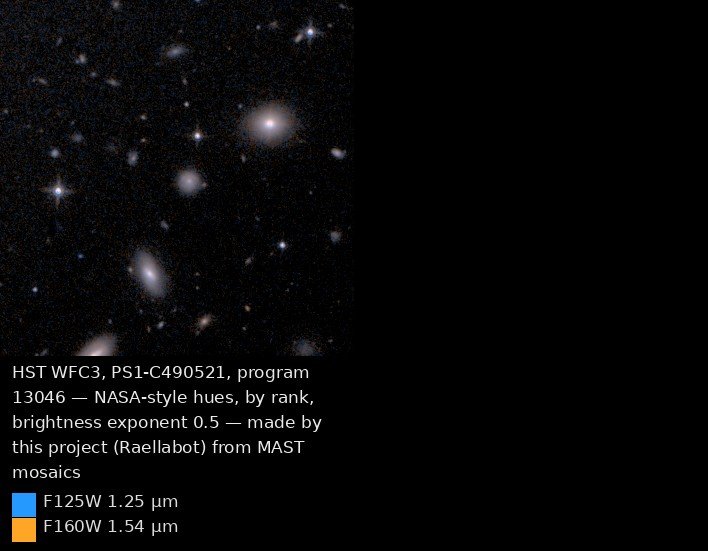 HST WFC3, PS1-C490521, program
13046 — NASA-style hues, by rank,
brightness exponent 0.5 — made by
this project (Raellabot) from MAST
mosaics
F125W 1.25 µm
F160W 1.54 µm